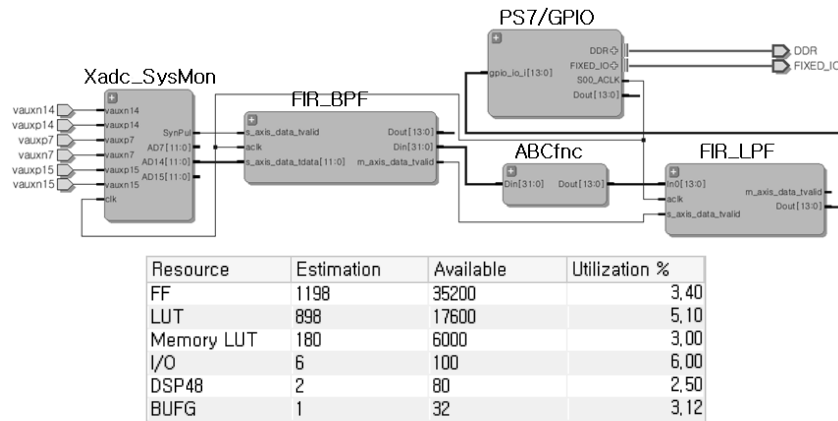 PS7/GPIO
gpio_io_i[13:0]
DDR
FIXED_IO
S00_ACLK
Dout[13:0]
DDR
FIXED_IO
Xadc_SysMon
vauxn14
vauxp14
vauxp7
vauxn7
vauxp15
vauxn15
vauxn14
vauxp14
vauxp7
vauxn7
vauxp15
vauxn15
clk
SynPul
AD7[11:0]
AD14[11:0]
AD15[11:0]
FIR_BPF
s_axis_data_tvalid
aclk
s_axis_data_tdata[11:0]
Dout[13:0]
Din[31:0]
m_axis_data_tvalid
ABCfnc
Din[31:0]
Dout[13:0]
FIR_LPF
In0[13:0]
aclk
s_axis_data_tvalid
m_axis_data_tvalid
Dout[13:0]
Resource Estimation Available Utilization %
FF 1198 35200 3,40
LUT 898 17600 5,10
Memory LUT 180 6000 3,00
I/O 6 100 6,00
DSP48 2 80 2,50
BUFG 1 32 3,12